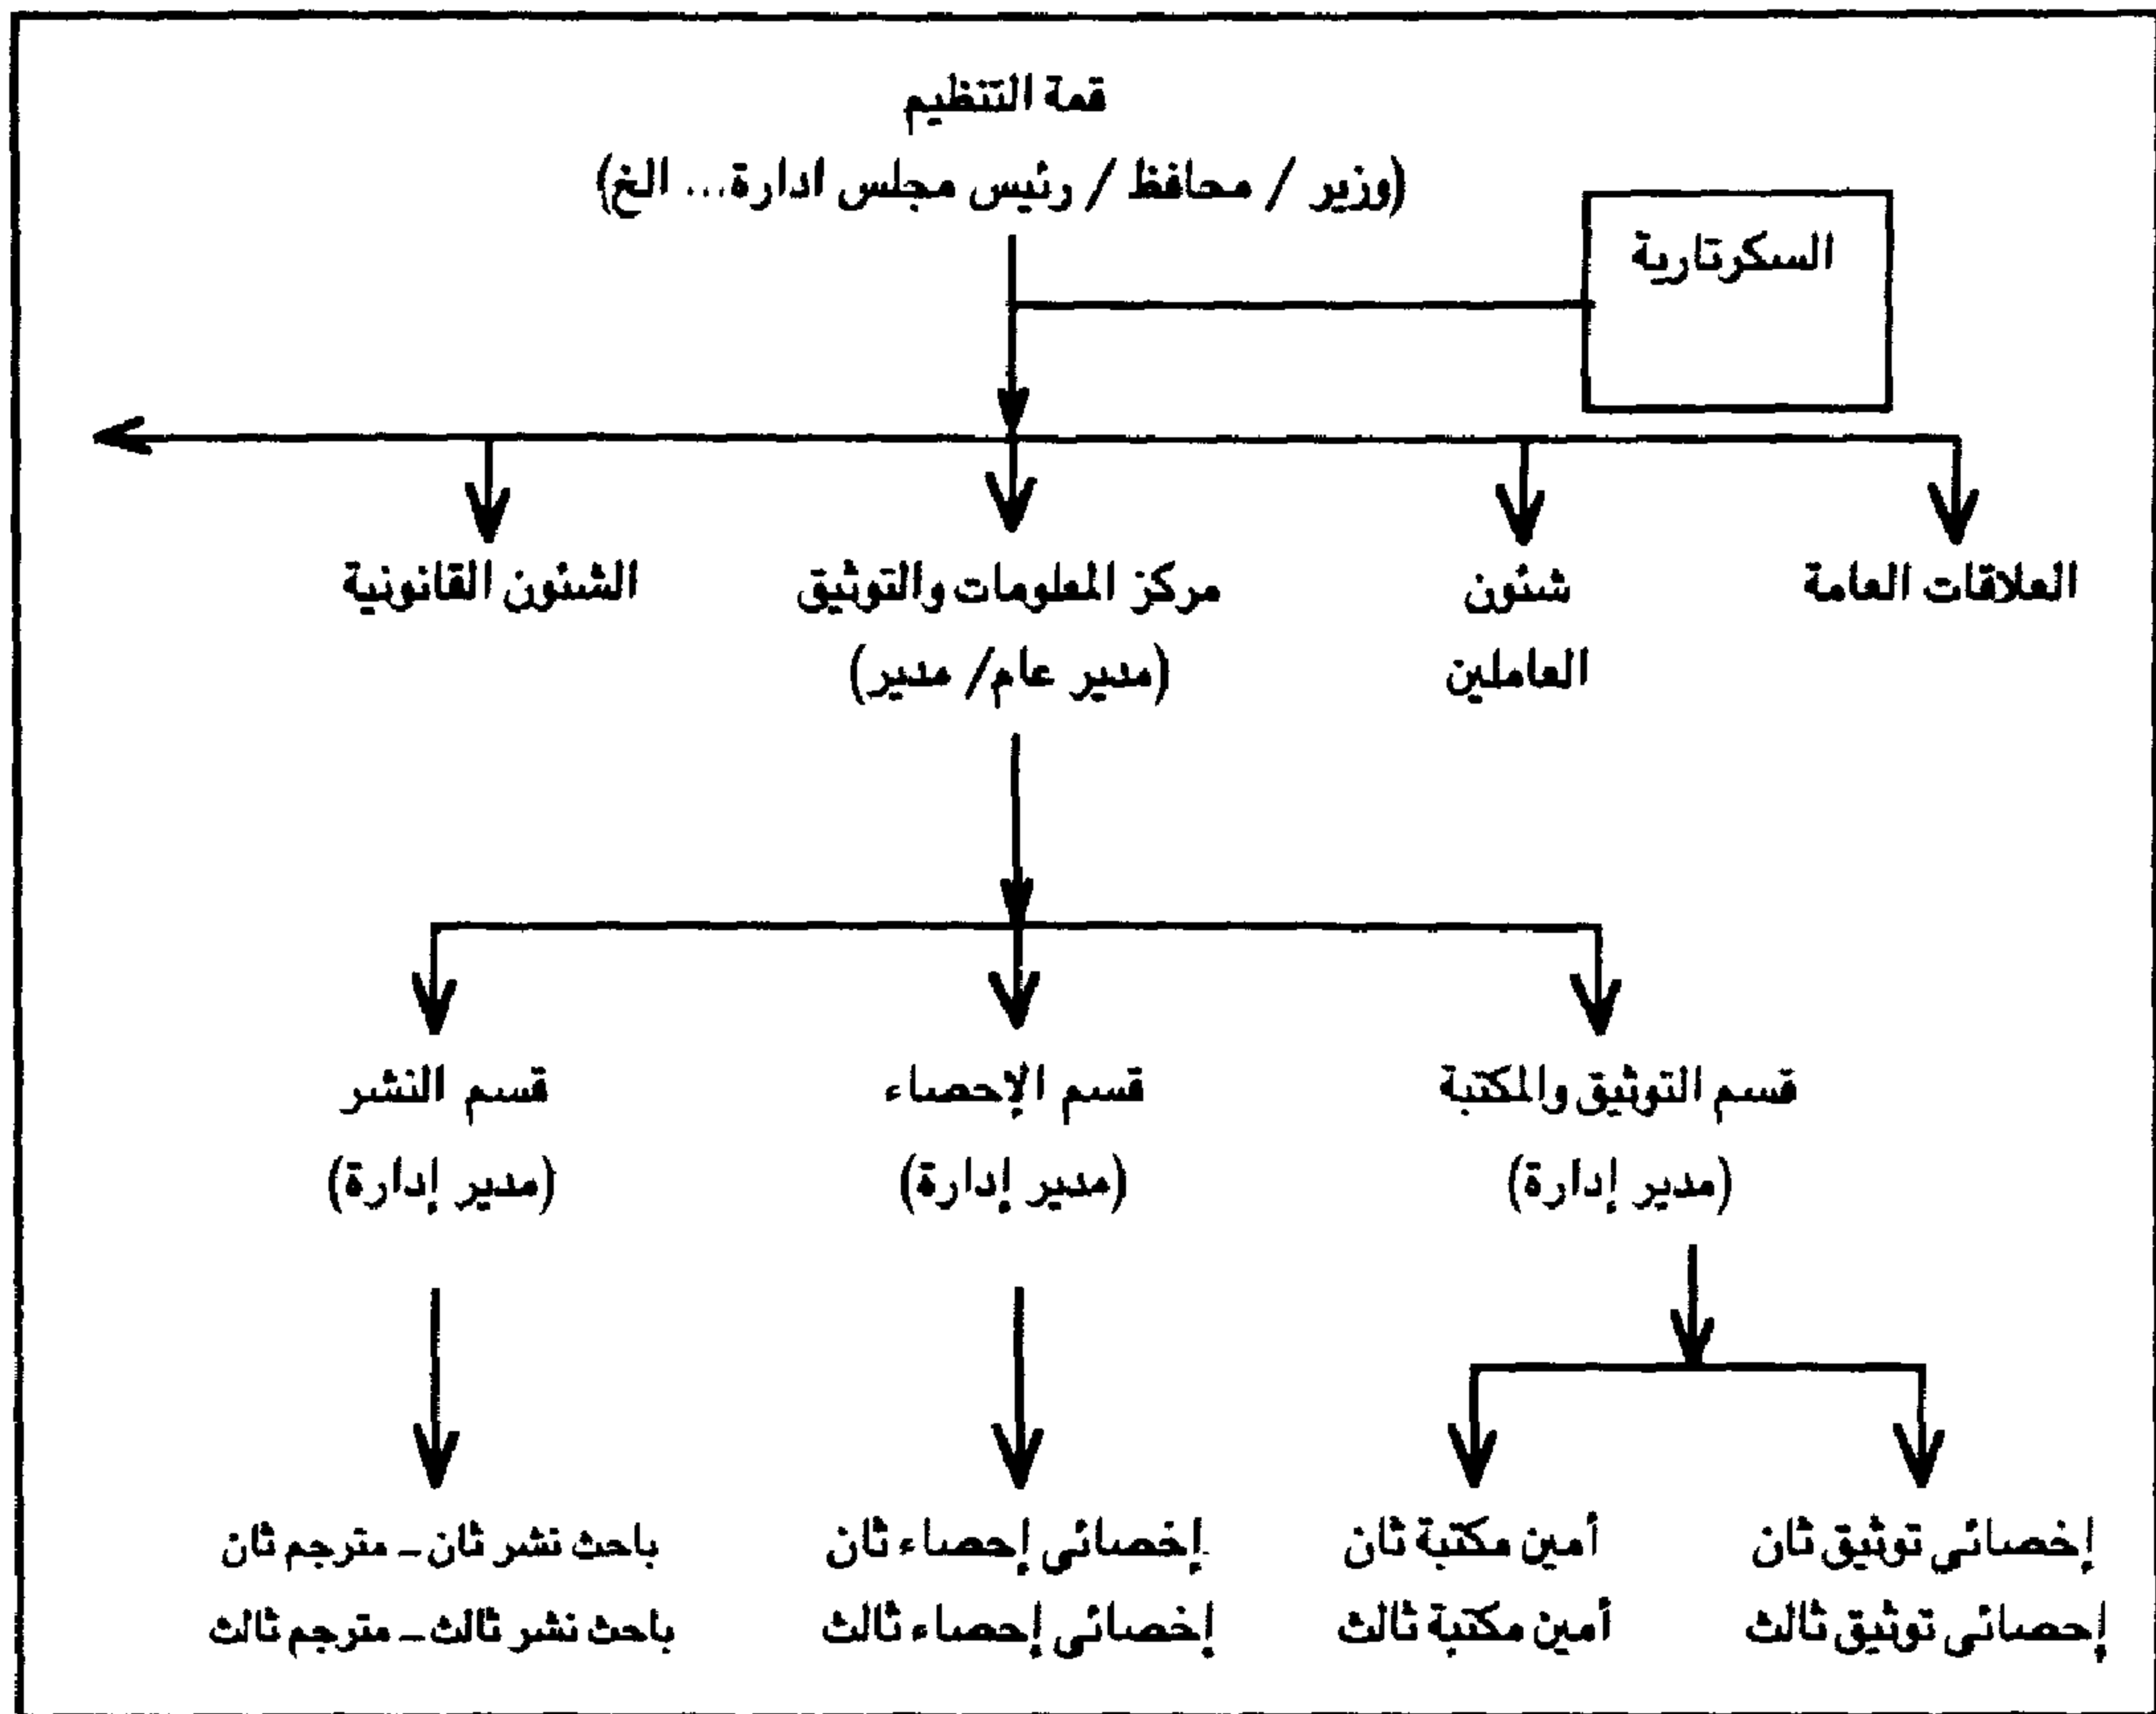 قمة التنظيم
(وزير / محافظ / رئيس مجلس ادارة... الخ)
السكرتارية
العلاقات العامة
شئون
العاملين
مركز المعلومات والتوثيق
(مدير عام/ مدير)
الشئون القانونية
قسم التوثيق والمكتبة
(مدير إدارة)
قسم الإحصاء
(مدير إدارة)
قسم النشر
(مدير إدارة)
إخصائى توثيق ثان
إحصائى توثيق ثالث
أمين مكتبة ثان
أمين مكتبة ثالث
إخصائى إحصاء ثان
إخصائى إحصاء ثالث
باحث نشر ثان – مترجم ثان
باحث نشر ثالث – مترجم ثالث